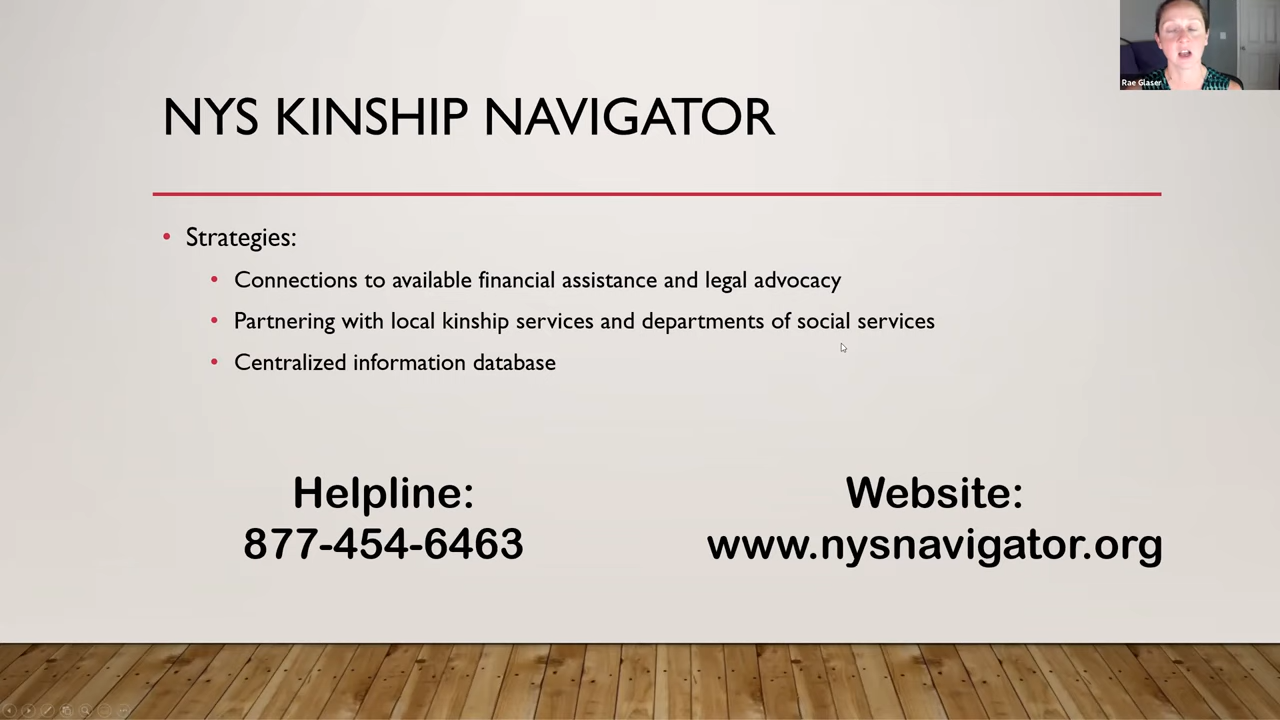 Rae Glaser
NYS KINSHIP NAVIGATOR
Strategies:
Connections to available financial assistance and legal advocacy
Partnering with local kinship services and departments of social services
Centralized information database
Helpline:
877-454-6463
Website:
www.nysnavigator.org